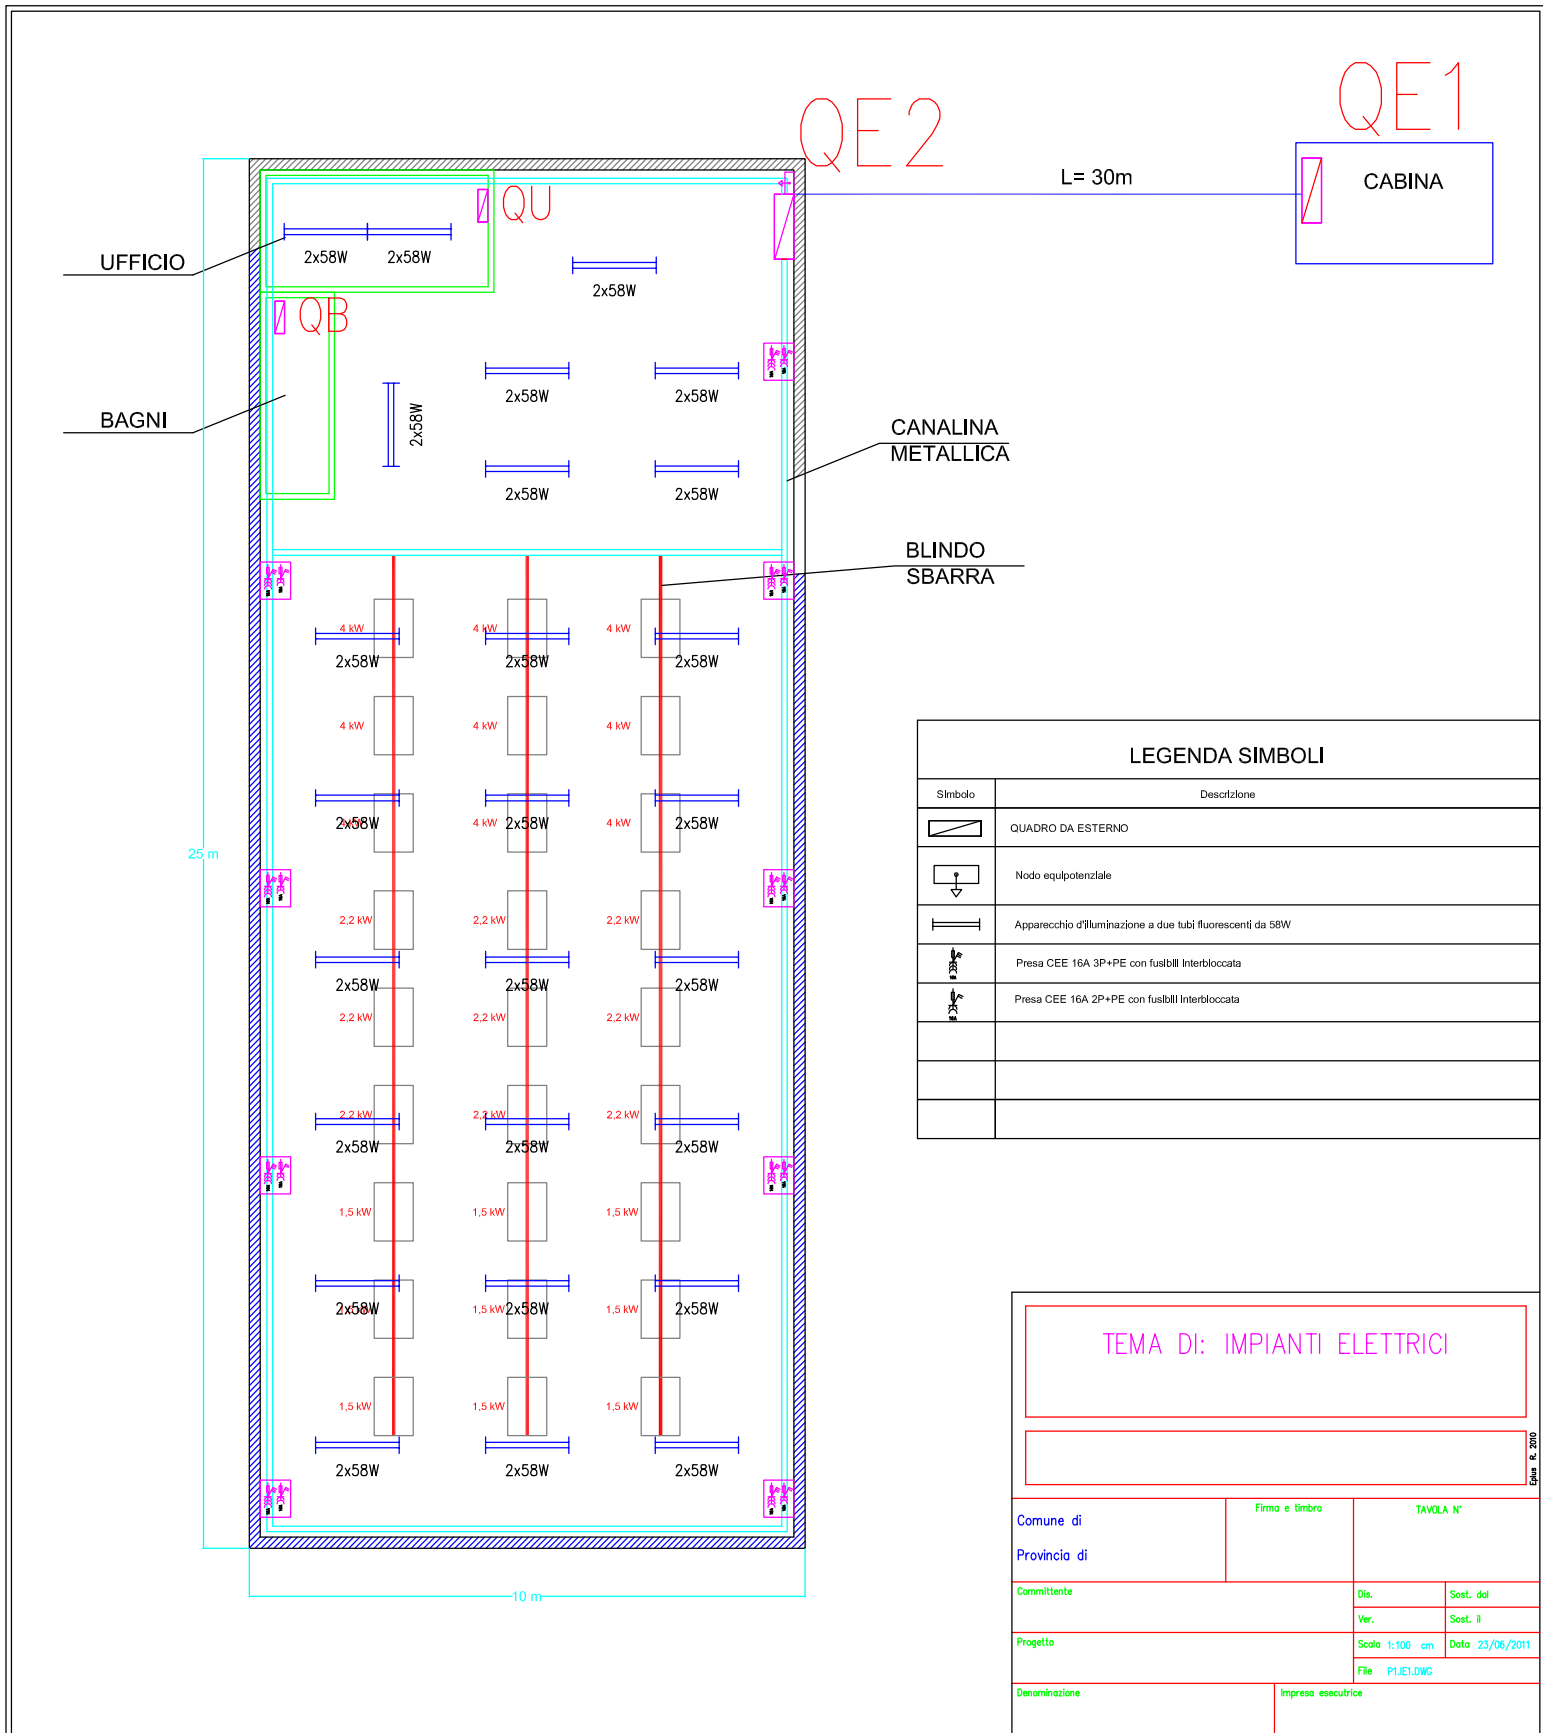 QE1
QE2
L= 30m
CABINA
QU
UFFICIO
2x58W
2x58W
2x58W
QB
BAGNI
2x58W
2x58W
2x58W
CANALINA
METALLICA
2x58W
2x58W
BLINDO
SBARRA
4 kW
4 kW
4 kW
2x58W
2x58W
2x58W
4 kW
4 kW
4 kW
4 kW
4 kW
2x58W
2x58W
2x58W
25 m
2,2 kW
2,2 kW
2,2 kW
2x58W
2x58W
2x58W
2,2 kW
2,2 kW
2,2 kW
2,2 kW
2,2 kW
2,2 kW
2x58W
2x58W
2x58W
1,5 kW
1,5 kW
1,5 kW
1,5 kW
1,5 kW
2x58W
2x58W
2x58W
1,5 kW
1,5 kW
1,5 kW
2x58W
2x58W
2x58W
10 m
LEGENDA SIMBOLI
Simbolo
Descrizione
QUADRO DA ESTERNO
Nodo equipotenziale
Apparecchio d'illuminazione a due tubi fluorescenti da 58W
16A
Presa CEE 16A 3P+PE con fusibili interbloccata
16A
Presa CEE 16A 2P+PE con fusibili interbloccata
TEMA DI: IMPIANTI ELETTRICI
Eplus R. 2010
Comune di
Provincia di
Firma e timbro
TAVOLA N°
Committente
Dis.
Sost. dal
Ver.
Sost. il
Progetto
Scala 1:100 cm
Data 23/06/2011
File P1JE1.DWG
Denominazione
Impresa esecutrice